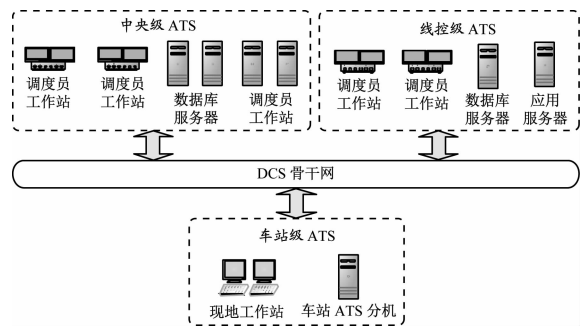 中央级 ATS
调度员
工作站
调度员
工作站
数据库
服务器
调度员
工作站
线控级 ATS
调度员
工作站
调度员
工作站
数据库
服务器
应用
服务器
DCS 骨干网
车站级 ATS
现地工作站
车站 ATS 分机